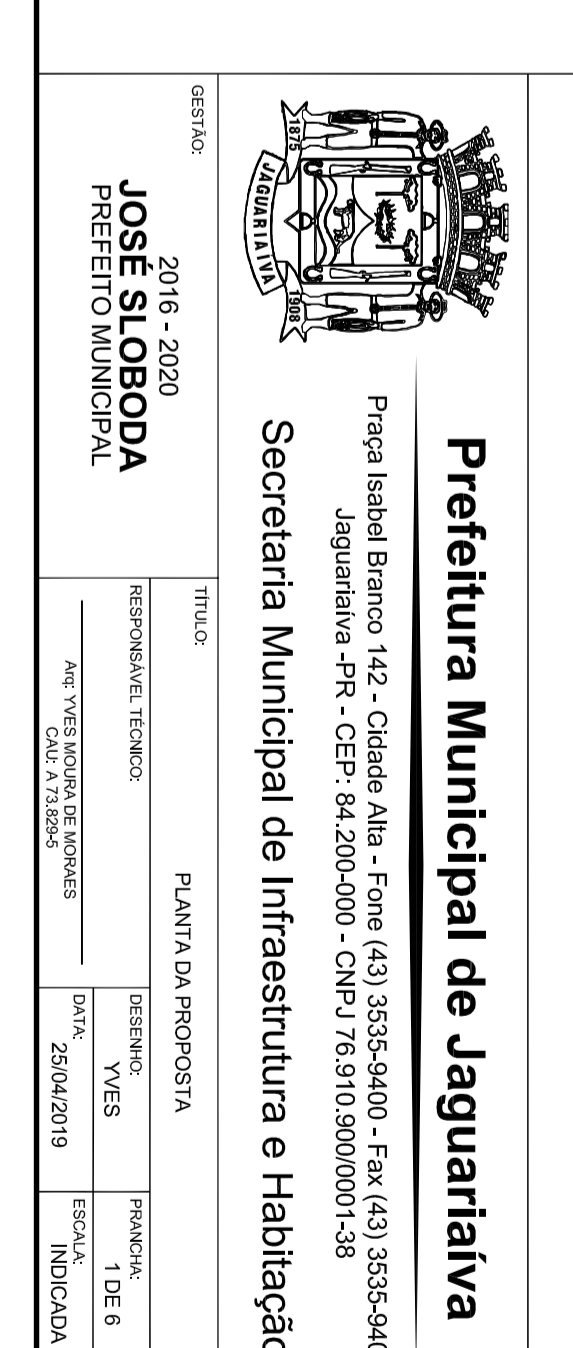 Prefeitura Municipal de Jaguariaíva
Praça Isabel Branco 142 - Cidade Alta - Fone (43) 3535-9400 - Fax (43) 3535-940
Jaguariaíva -PR - CEP: 84.200-000 - CNPJ 76.910.900/0001-38
Secretaria Municipal de Infraestrutura e Habitação
1875
JAGUARIAIVA
1908
GESTÃO:
2016 - 2020
JOSÉ SLOBODA
PREFEITO MUNICIPAL
TÍTULO:
PLANTA DA PROPOSTA
RESPONSÁVEL TÉCNICO:
Arq: YVES MOURA DE MORAES
CAU: A 73.829-5
DESENHO:
YVES
PRANCHA:
1 DE 6
DATA:
25/04/2019
ESCALA:
INDICADA